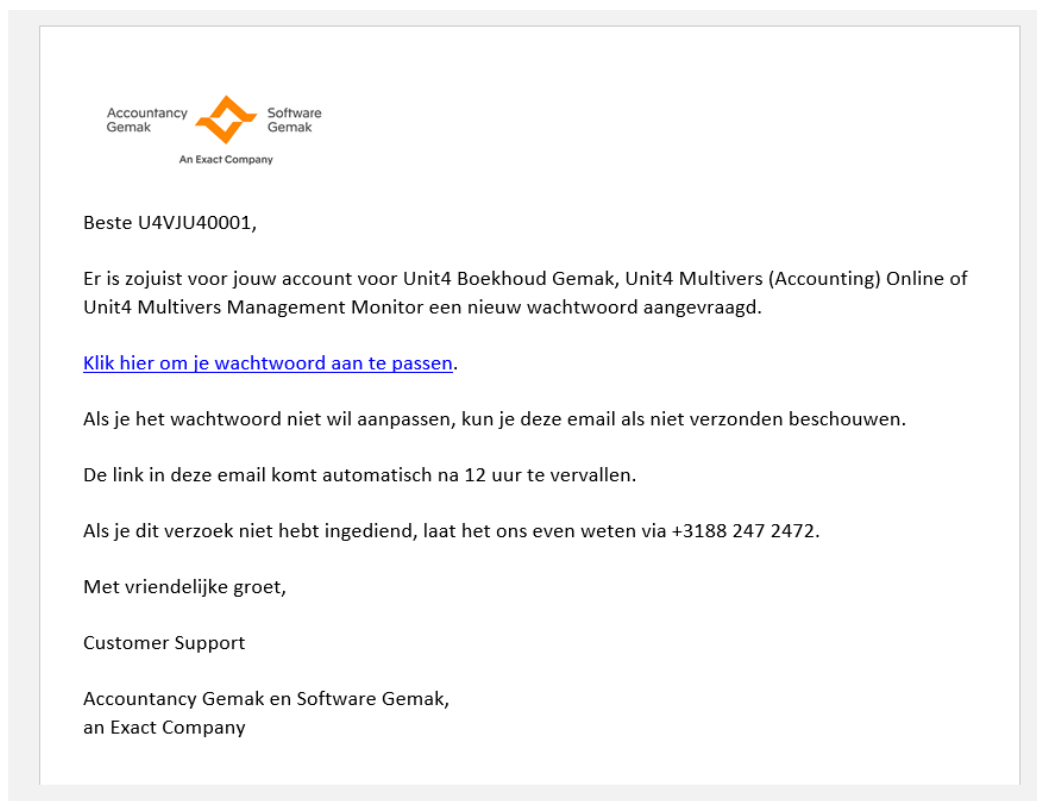 Accountancy Gemak
Software Gemak
An Exact Company
Beste U4VJU40001,
Er is zojuist voor jouw account voor Unit4 Boekhoud Gemak, Unit4 Multivers (Accounting) Online of
Unit4 Multivers Management Monitor een nieuw wachtwoord aangevraagd.
Klik hier om je wachtwoord aan te passen.
Als je het wachtwoord niet wil aanpassen, kun je deze email als niet verzonden beschouwen.
De link in deze email komt automatisch na 12 uur te vervallen.
Als je dit verzoek niet hebt ingediend, laat het ons even weten via +3188 247 2472.
Met vriendelijke groet,
Customer Support
Accountancy Gemak en Software Gemak,
an Exact Company